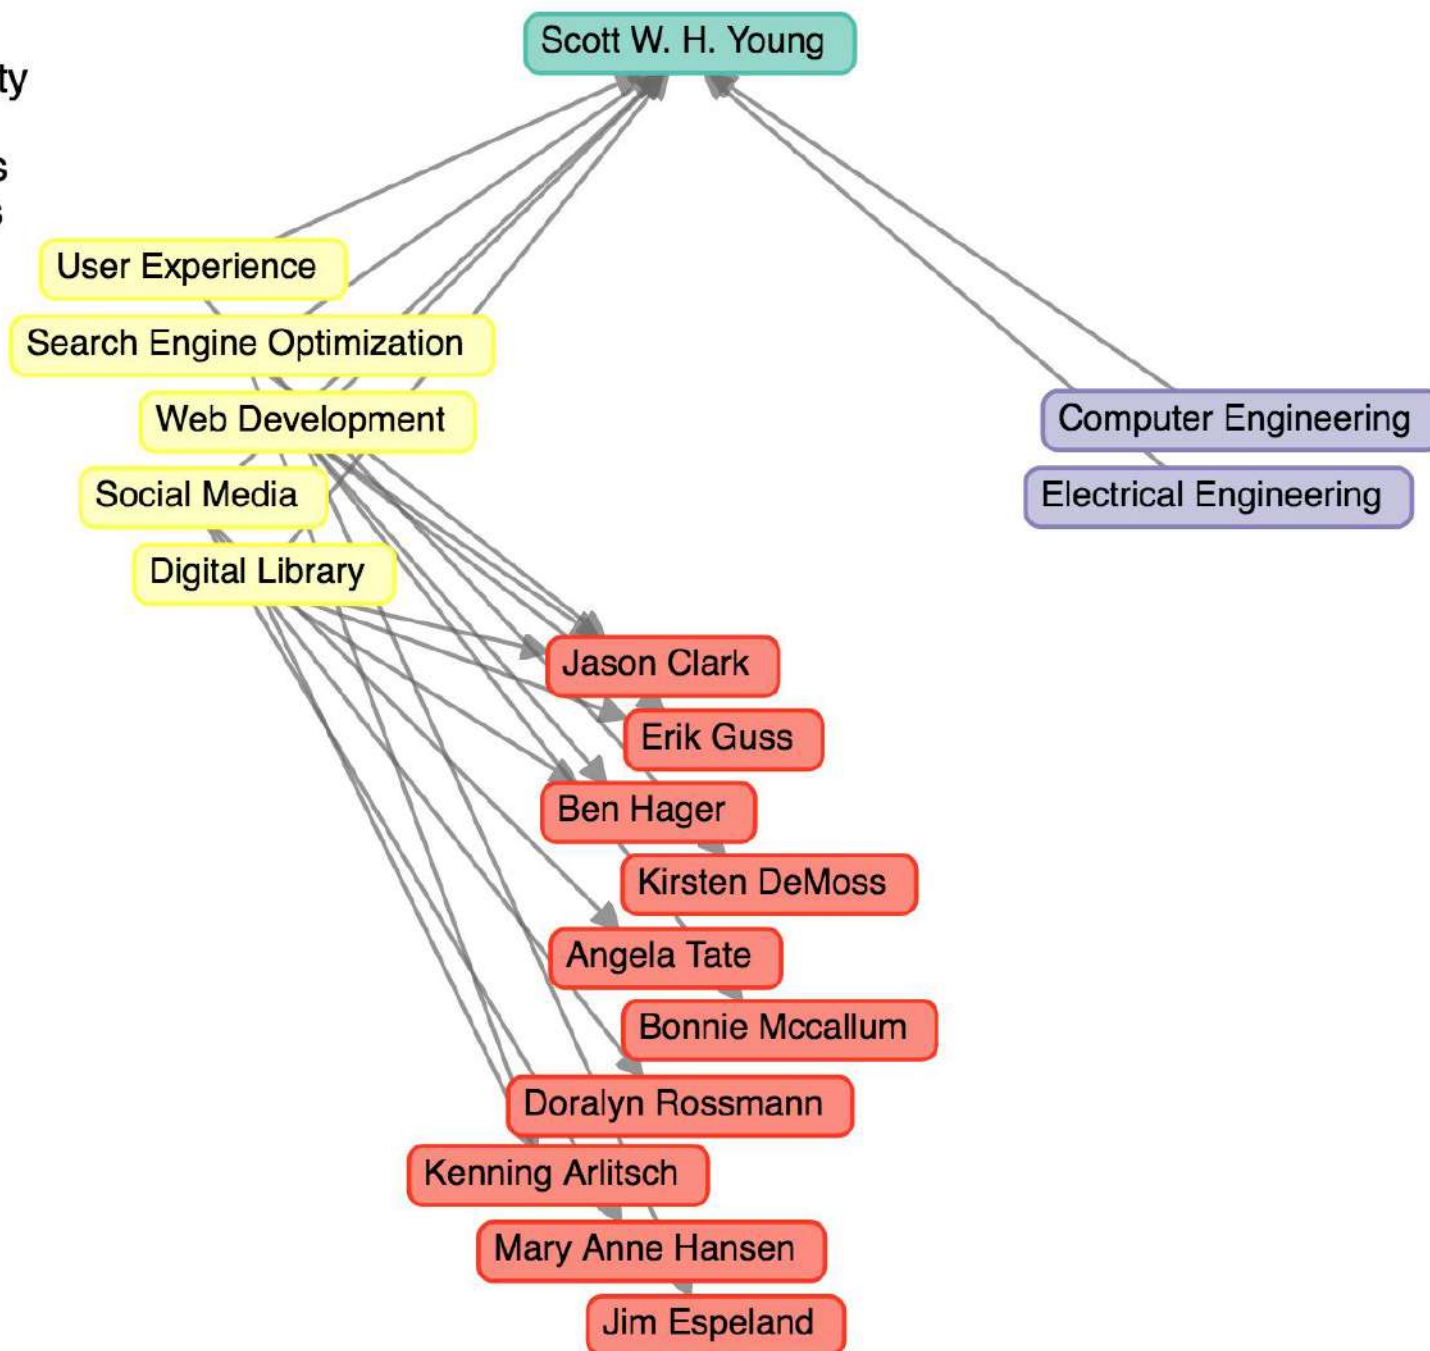 Scott W. H. Young
ty
s
s
User Experience
Search Engine Optimization
Web Development
Computer Engineering
Social Media
Electrical Engineering
Digital Library
Jason Clark
Erik Guss
Ben Hager
Kirsten DeMoss
Angela Tate
Bonnie Mccallum
Doralyn Rossmann
Kenning Arlitsch
Mary Anne Hansen
Jim Espeland